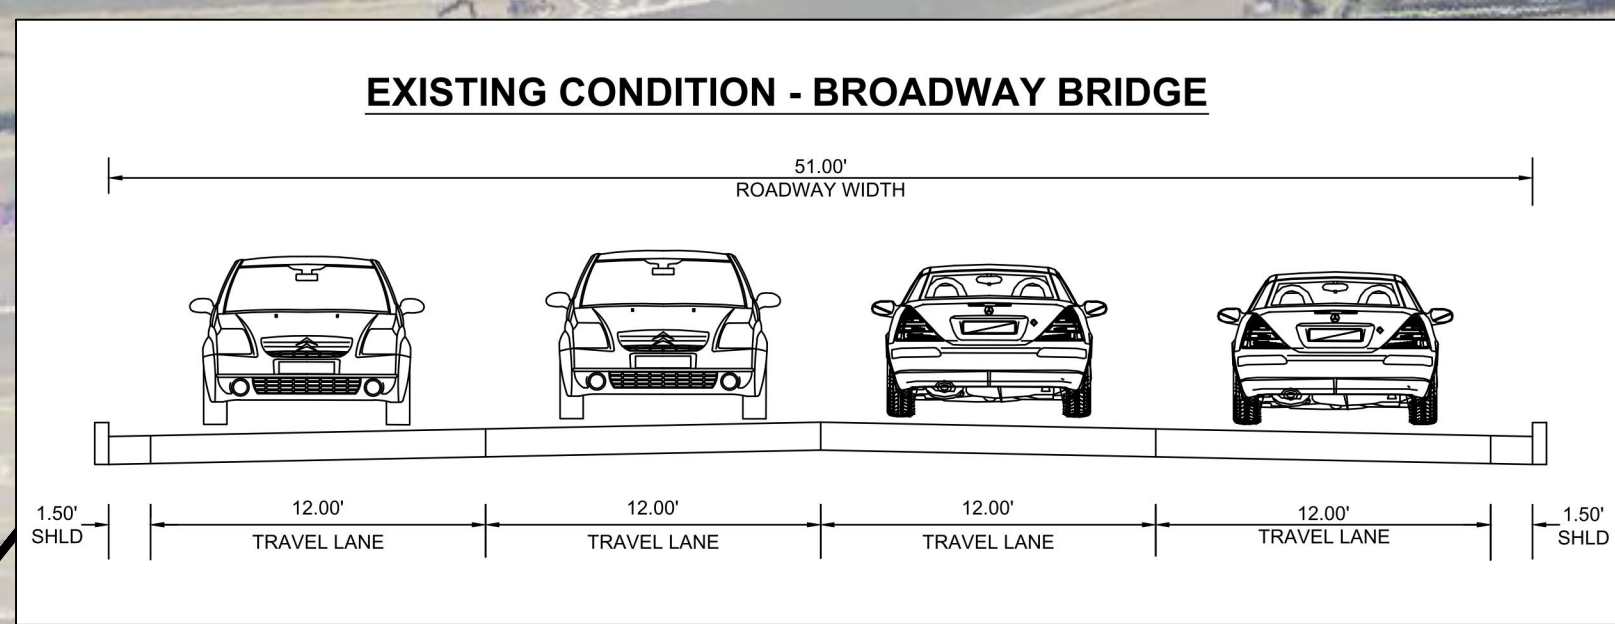 EXISTING CONDITION - BROADWAY BRIDGE
51.00'
ROADWAY WIDTH
1.50'
SHLD
12.00'
TRAVEL LANE
12.00'
TRAVEL LANE
12.00'
TRAVEL LANE
12.00'
TRAVEL LANE
1.50'
SHLD